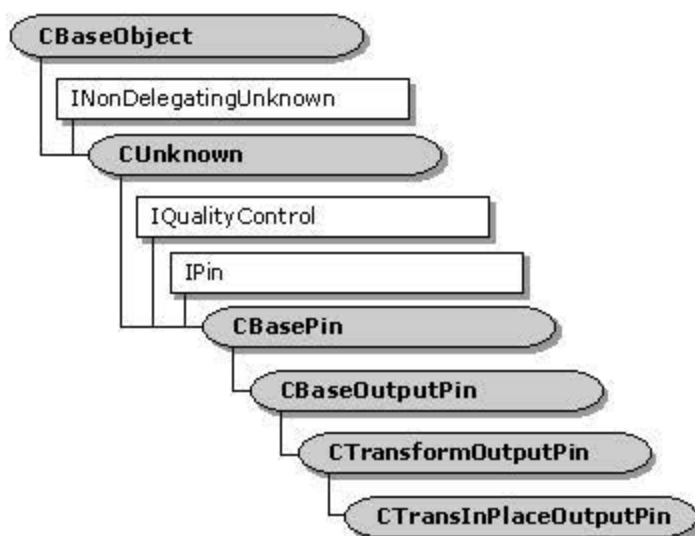 CBaseObject
INonDelegatingUnknown
CUnknown
IQualityControl
IPin
CBasePin
CBaseOutputPin
CTransformOutputPin
CTransInPlaceOutputPin